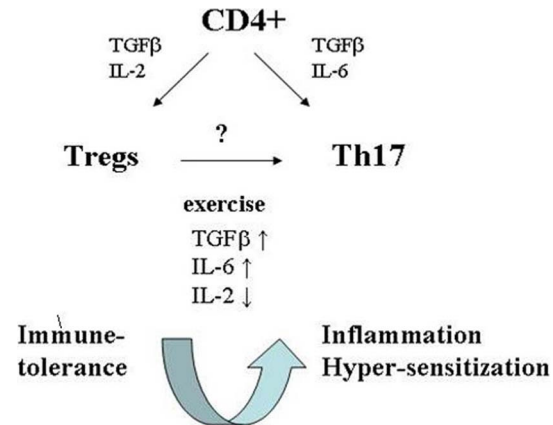 CD4+
TGFβ
IL-2
TGFβ
IL-6
?
Tregs
Th17
exercise
TGFβ ↑
IL-6 ↑
IL-2 ↓
Immune-
tolerance
Inflammation
Hyper-sensitization